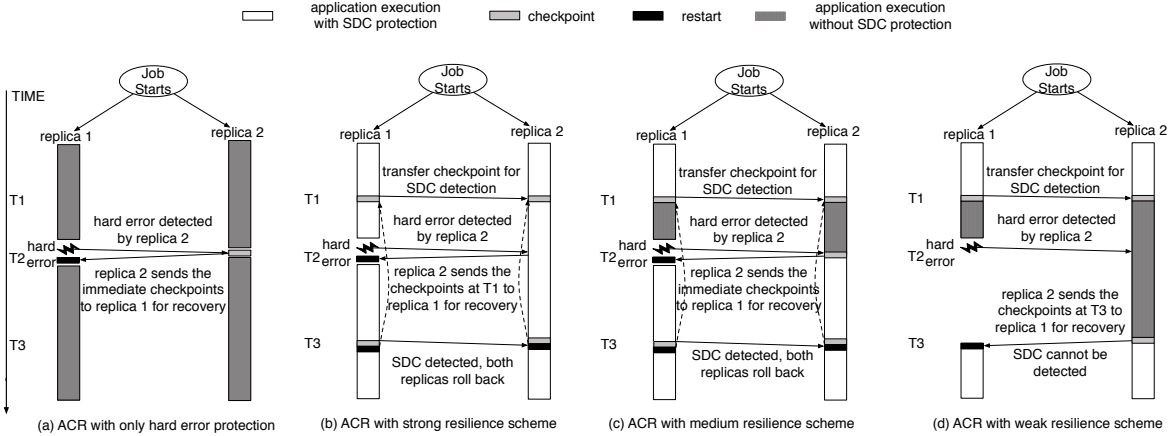 application execution
with SDC protection
checkpoint
restart
application execution
without SDC protection
TIME
T1
T2
T3
Job
Starts
replica 1
replica 2
hard error detected
by replica 2
hard
error
replica 2 sends the
immediate checkpoints
to replica 1 for recovery
(a) ACR with only hard error protection
T1
T2
T3
Job
Starts
replica 1
replica 2
transfer checkpoint for
SDC detection
hard error detected
by replica 2
hard
error
replica 2 sends the
checkpoints at T1 to
replica 1 for recovery
SDC detected, both
replicas roll back
(b) ACR with strong resilience scheme
T1
T2
T3
Job
Starts
replica 1
replica 2
transfer checkpoint for
SDC detection
hard error detected
by replica 2
hard
error
replica 2 sends the
immediate checkpoints
to replica 1 for recovery
SDC detected, both
replicas roll back
(c) ACR with medium resilience scheme
T1
T2
T3
Job
Starts
replica 1
replica 2
transfer checkpoint for
SDC detection
hard error detected
by replica 2
hard
error
replica 2 sends the
checkpoints at T3 to
replica 1 for recovery
SDC cannot be
detected
(d) ACR with weak resilience scheme